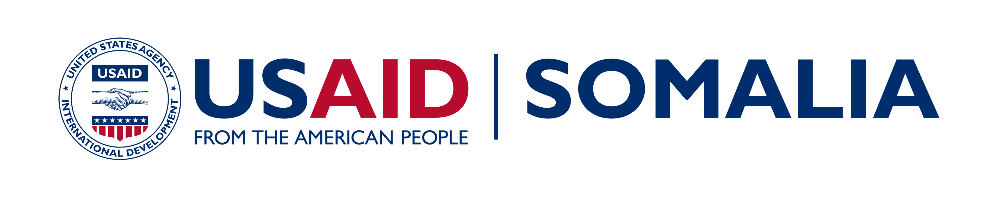 UNITED STATES AGENCY
USAID
INTERNATIONAL DEVELOPMENT
USAID
FROM THE AMERICAN PEOPLE
SOMALIA